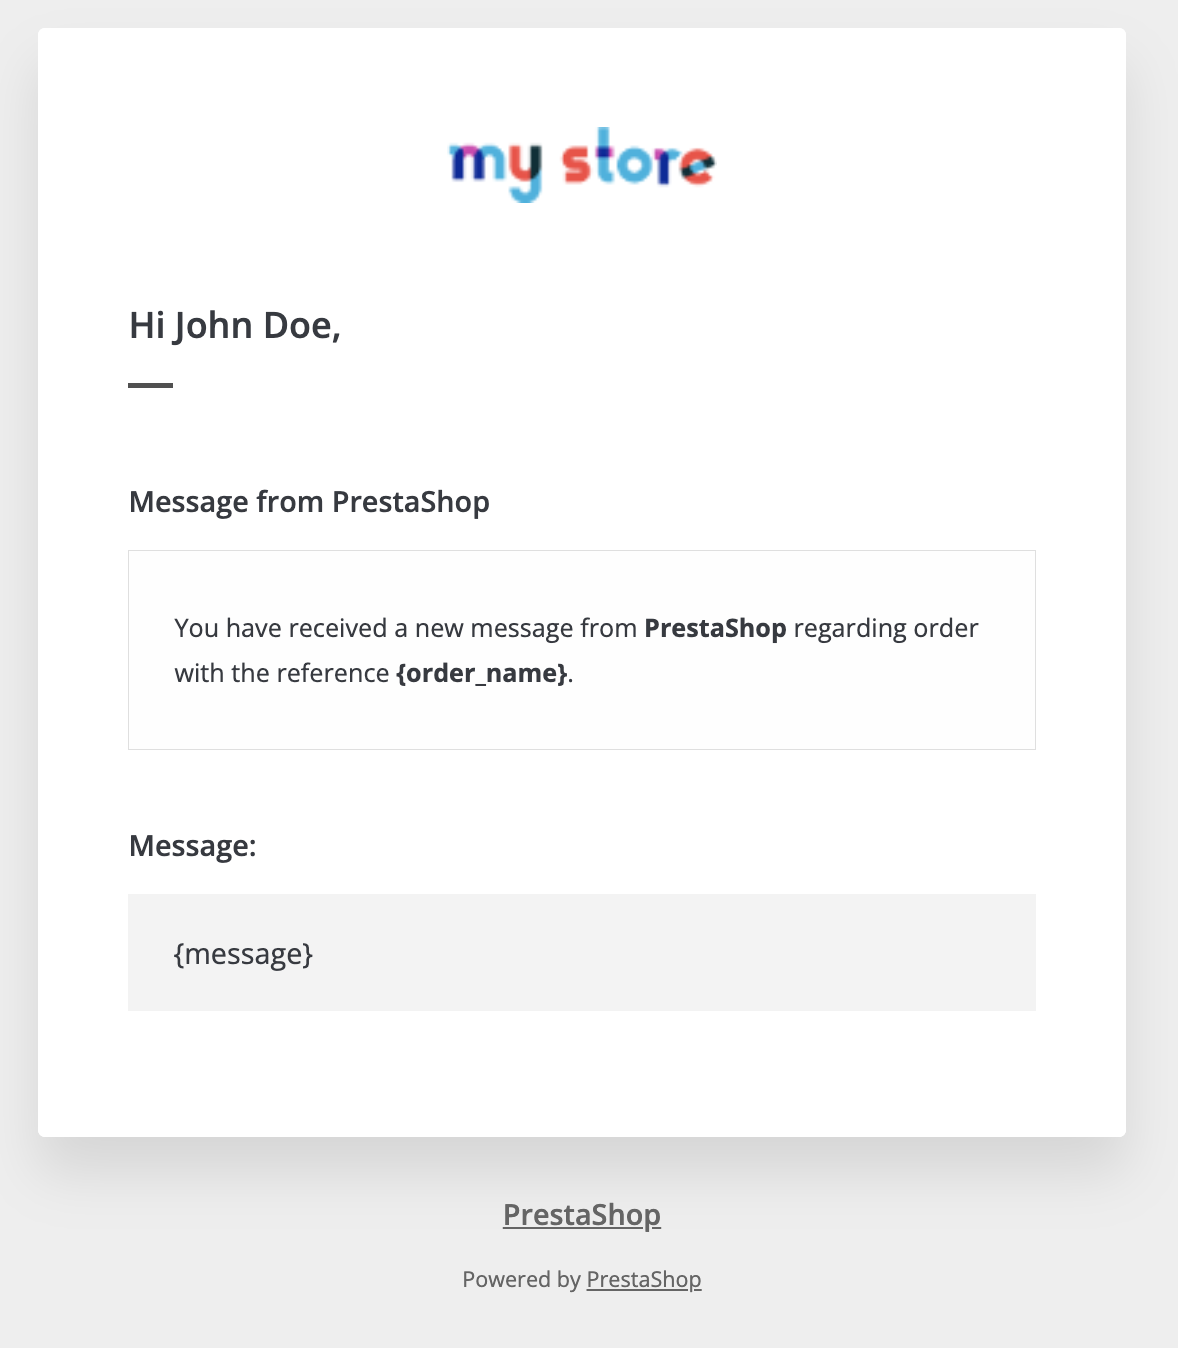 my store
Hi John Doe,
Message from PrestaShop
You have received a new message from PrestaShop regarding order
with the reference {order_name}.
Message:
{message}
PrestaShop
Powered by PrestaShop